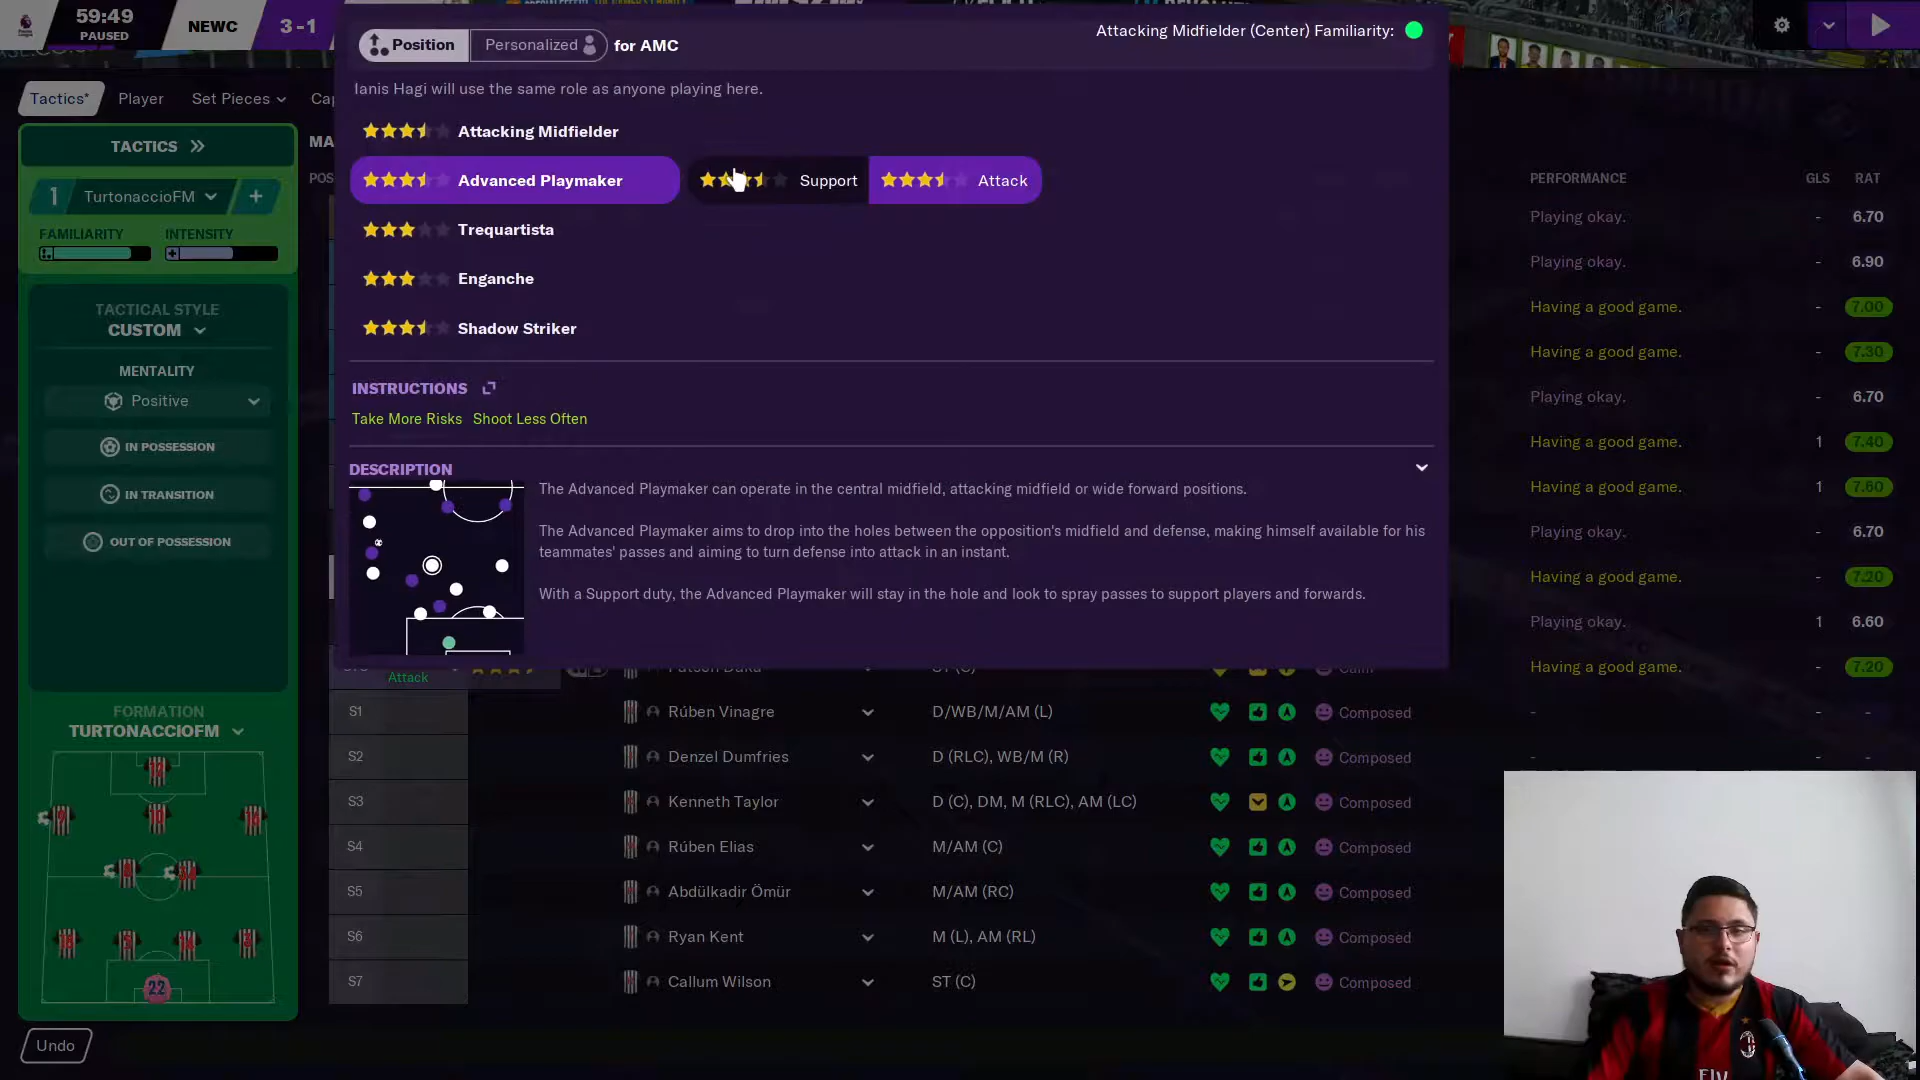 59:49
PAUSED
NEWC
3 - 1
Position
Personalized
for AMC
Attacking Midfielder (Center) Familiarity:
Ianis Hagi will use the same role as anyone playing here.
Tactics*
Player
Set Pieces
Attacking Midfielder
Advanced Playmaker
Support
Attack
Trequartista
Enganche
Shadow Striker
INSTRUCTIONS
Take More Risks Shoot Less Often
DESCRIPTION
The Advanced Playmaker can operate in the central midfield, attacking midfield or wide forward positions.
The Advanced Playmaker aims to drop into the holes between the opposition's midfield and defense, making himself available for his
teammates' passes and aiming to turn defense into attack in an instant.
With a Support duty, the Advanced Playmaker will stay in the hole and look to spray passes to support players and forwards.
TACTICS
1 TurtonaccioFM +
FAMILIARITY INTENSITY
TACTICAL STYLE
CUSTOM
MENTALITY
Positive
IN POSSESSION
IN TRANSITION
OUT OF POSSESSION
FORMATION
TURTONACCIOFM
22
Undo
PERFORMANCE GLS RAT
Playing okay. - 6.70
Playing okay. - 6.90
Having a good game. - 7.00
Having a good game. - 7.30
Playing okay. - 6.70
Having a good game. 1 7.40
Having a good game. 1 7.60
Playing okay. - 6.70
Having a good game. - 7.20
Playing okay. 1 6.60
Having a good game. - 7.20
Attack
S1 Rúben Vinagre D/WB/M/AM (L) Composed - - -
S2 Denzel Dumfries D (RLC), WB/M (R) Composed - - -
S3 Kenneth Taylor D (C), DM, M (RLC), AM (LC) Composed
S4 Rúben Elias M/AM (C) Composed
S5 Abdülkadir Ömür M/AM (RC) Composed
S6 Ryan Kent M (L), AM (RL) Composed
S7 Callum Wilson ST (C) Composed